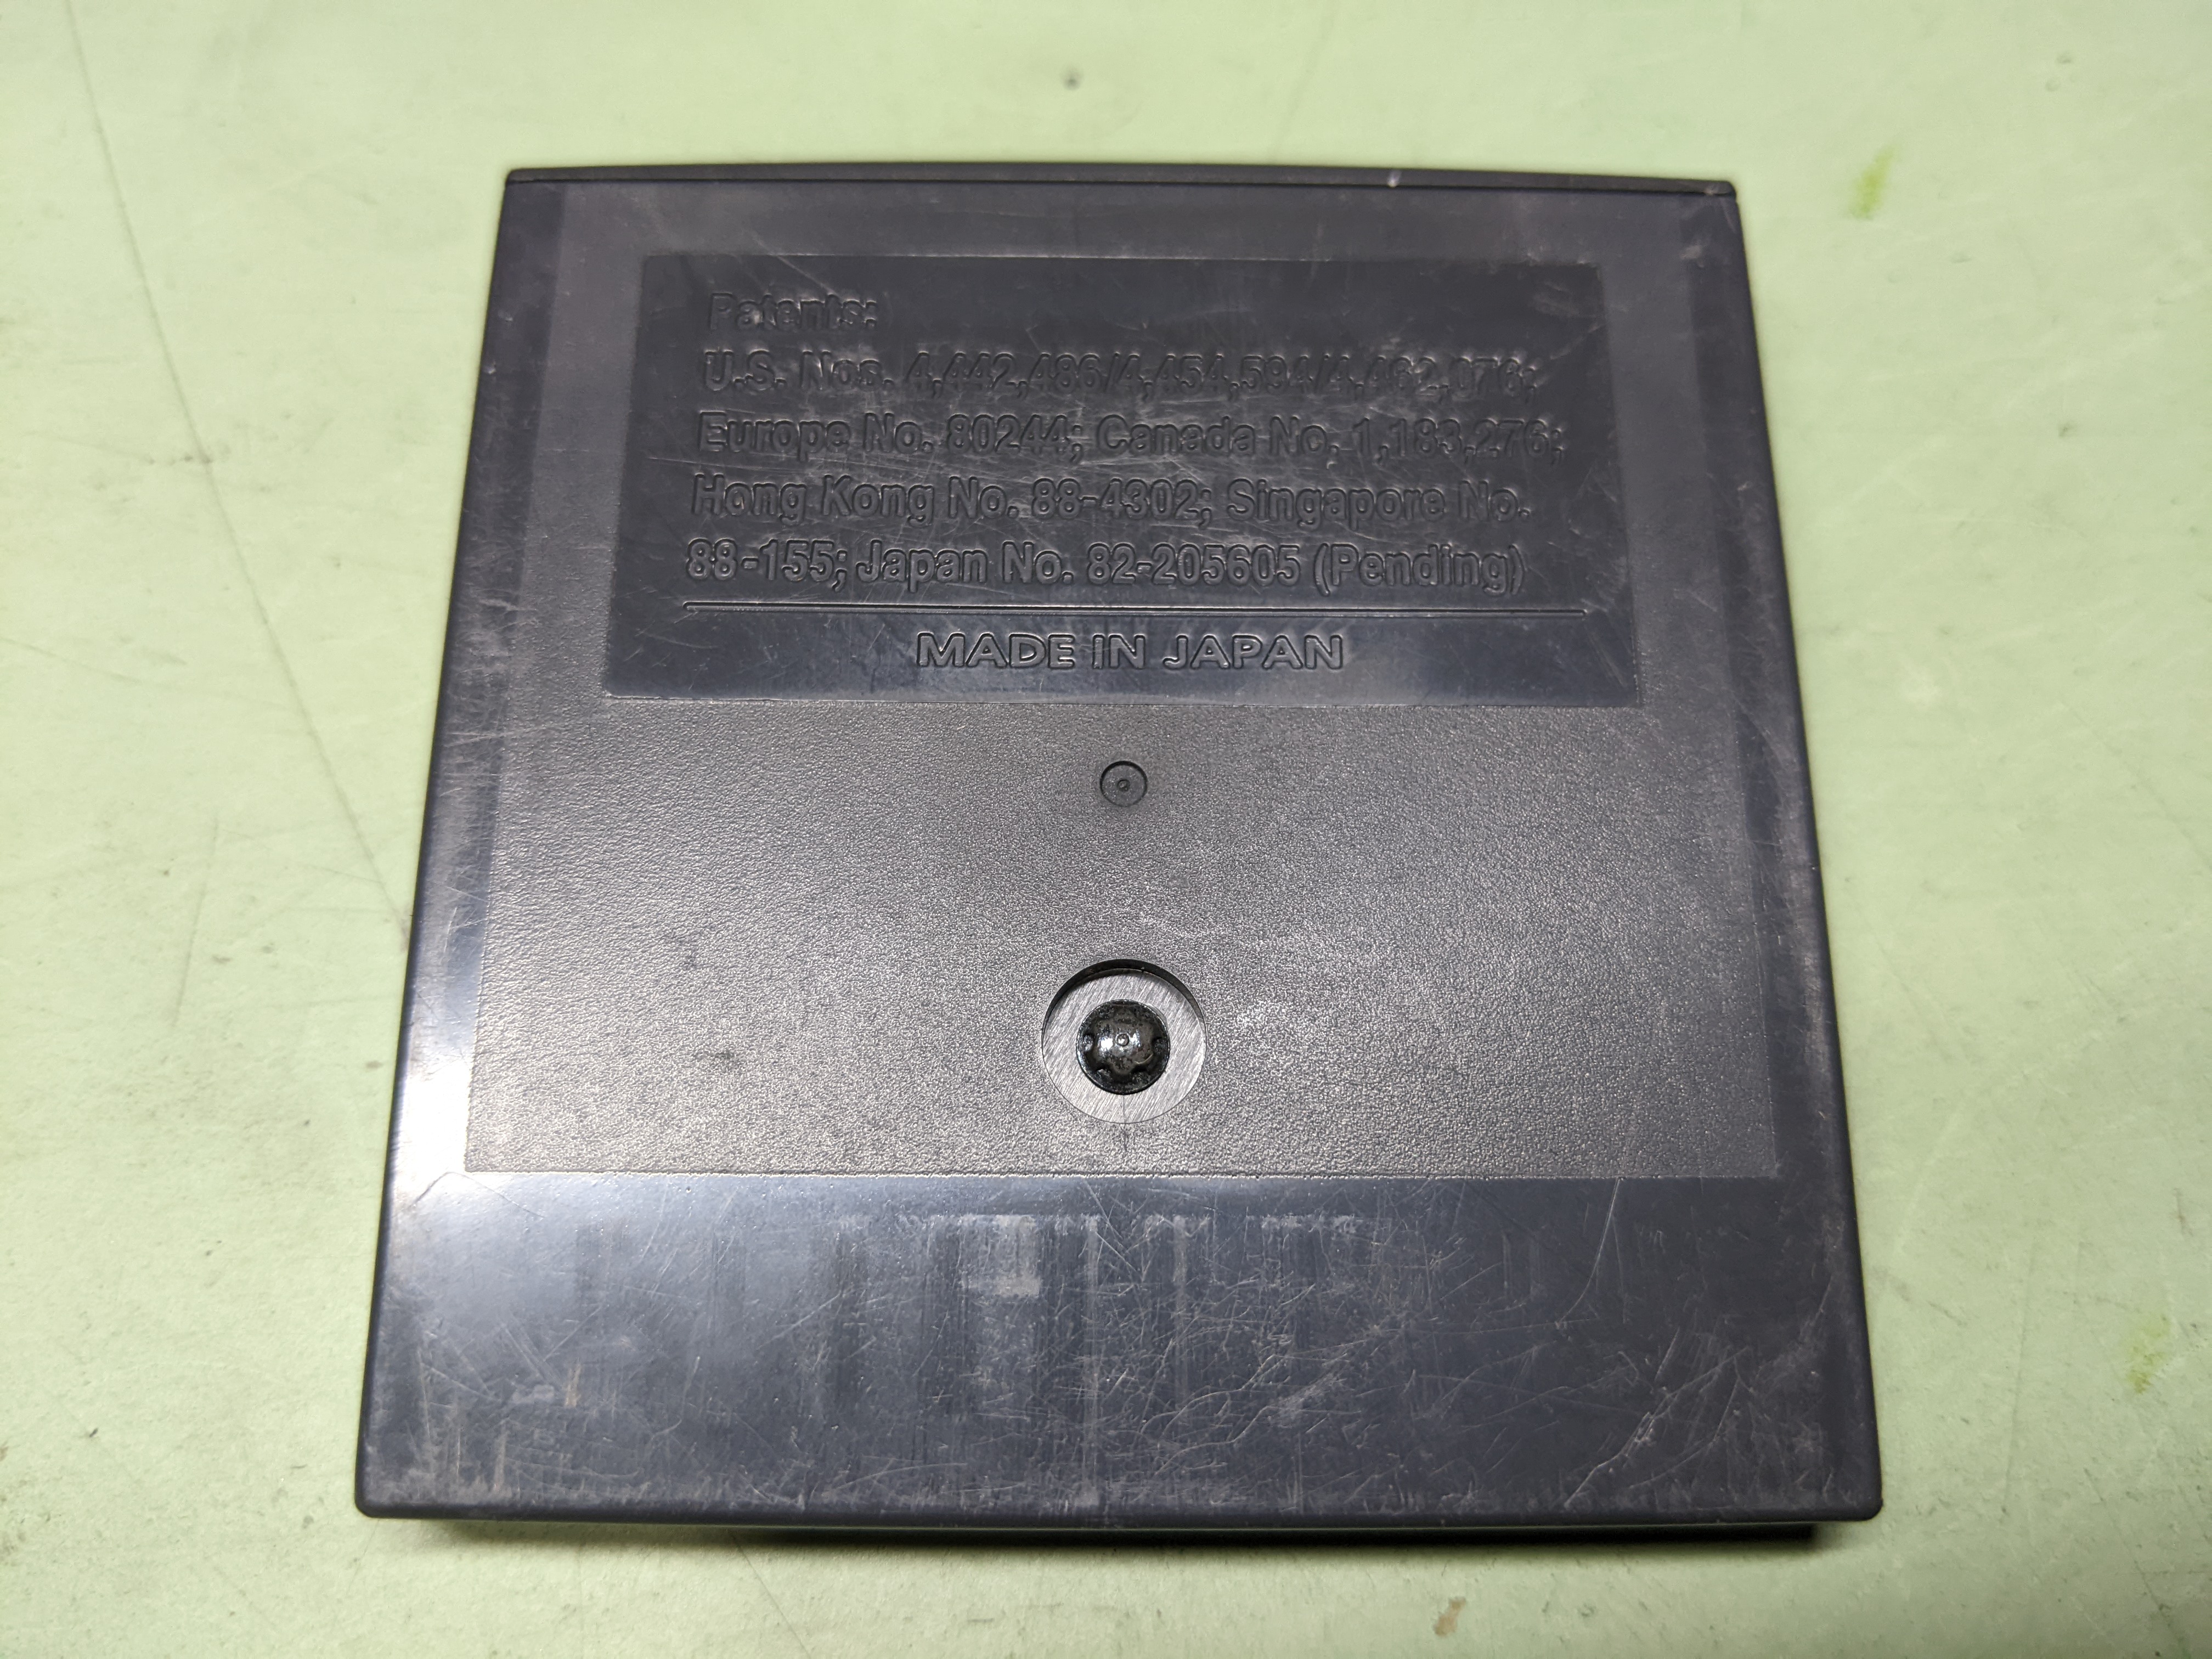 Patents:
U.S. Nos. 4,442,486/4,454,594/4,462,076;
Europe No. 80244; Canada No. 1,183,276;
Hong Kong No. 88-4302; Singapore No.
88-155; Japan No. 82-205605 (Pending)
MADE IN JAPAN